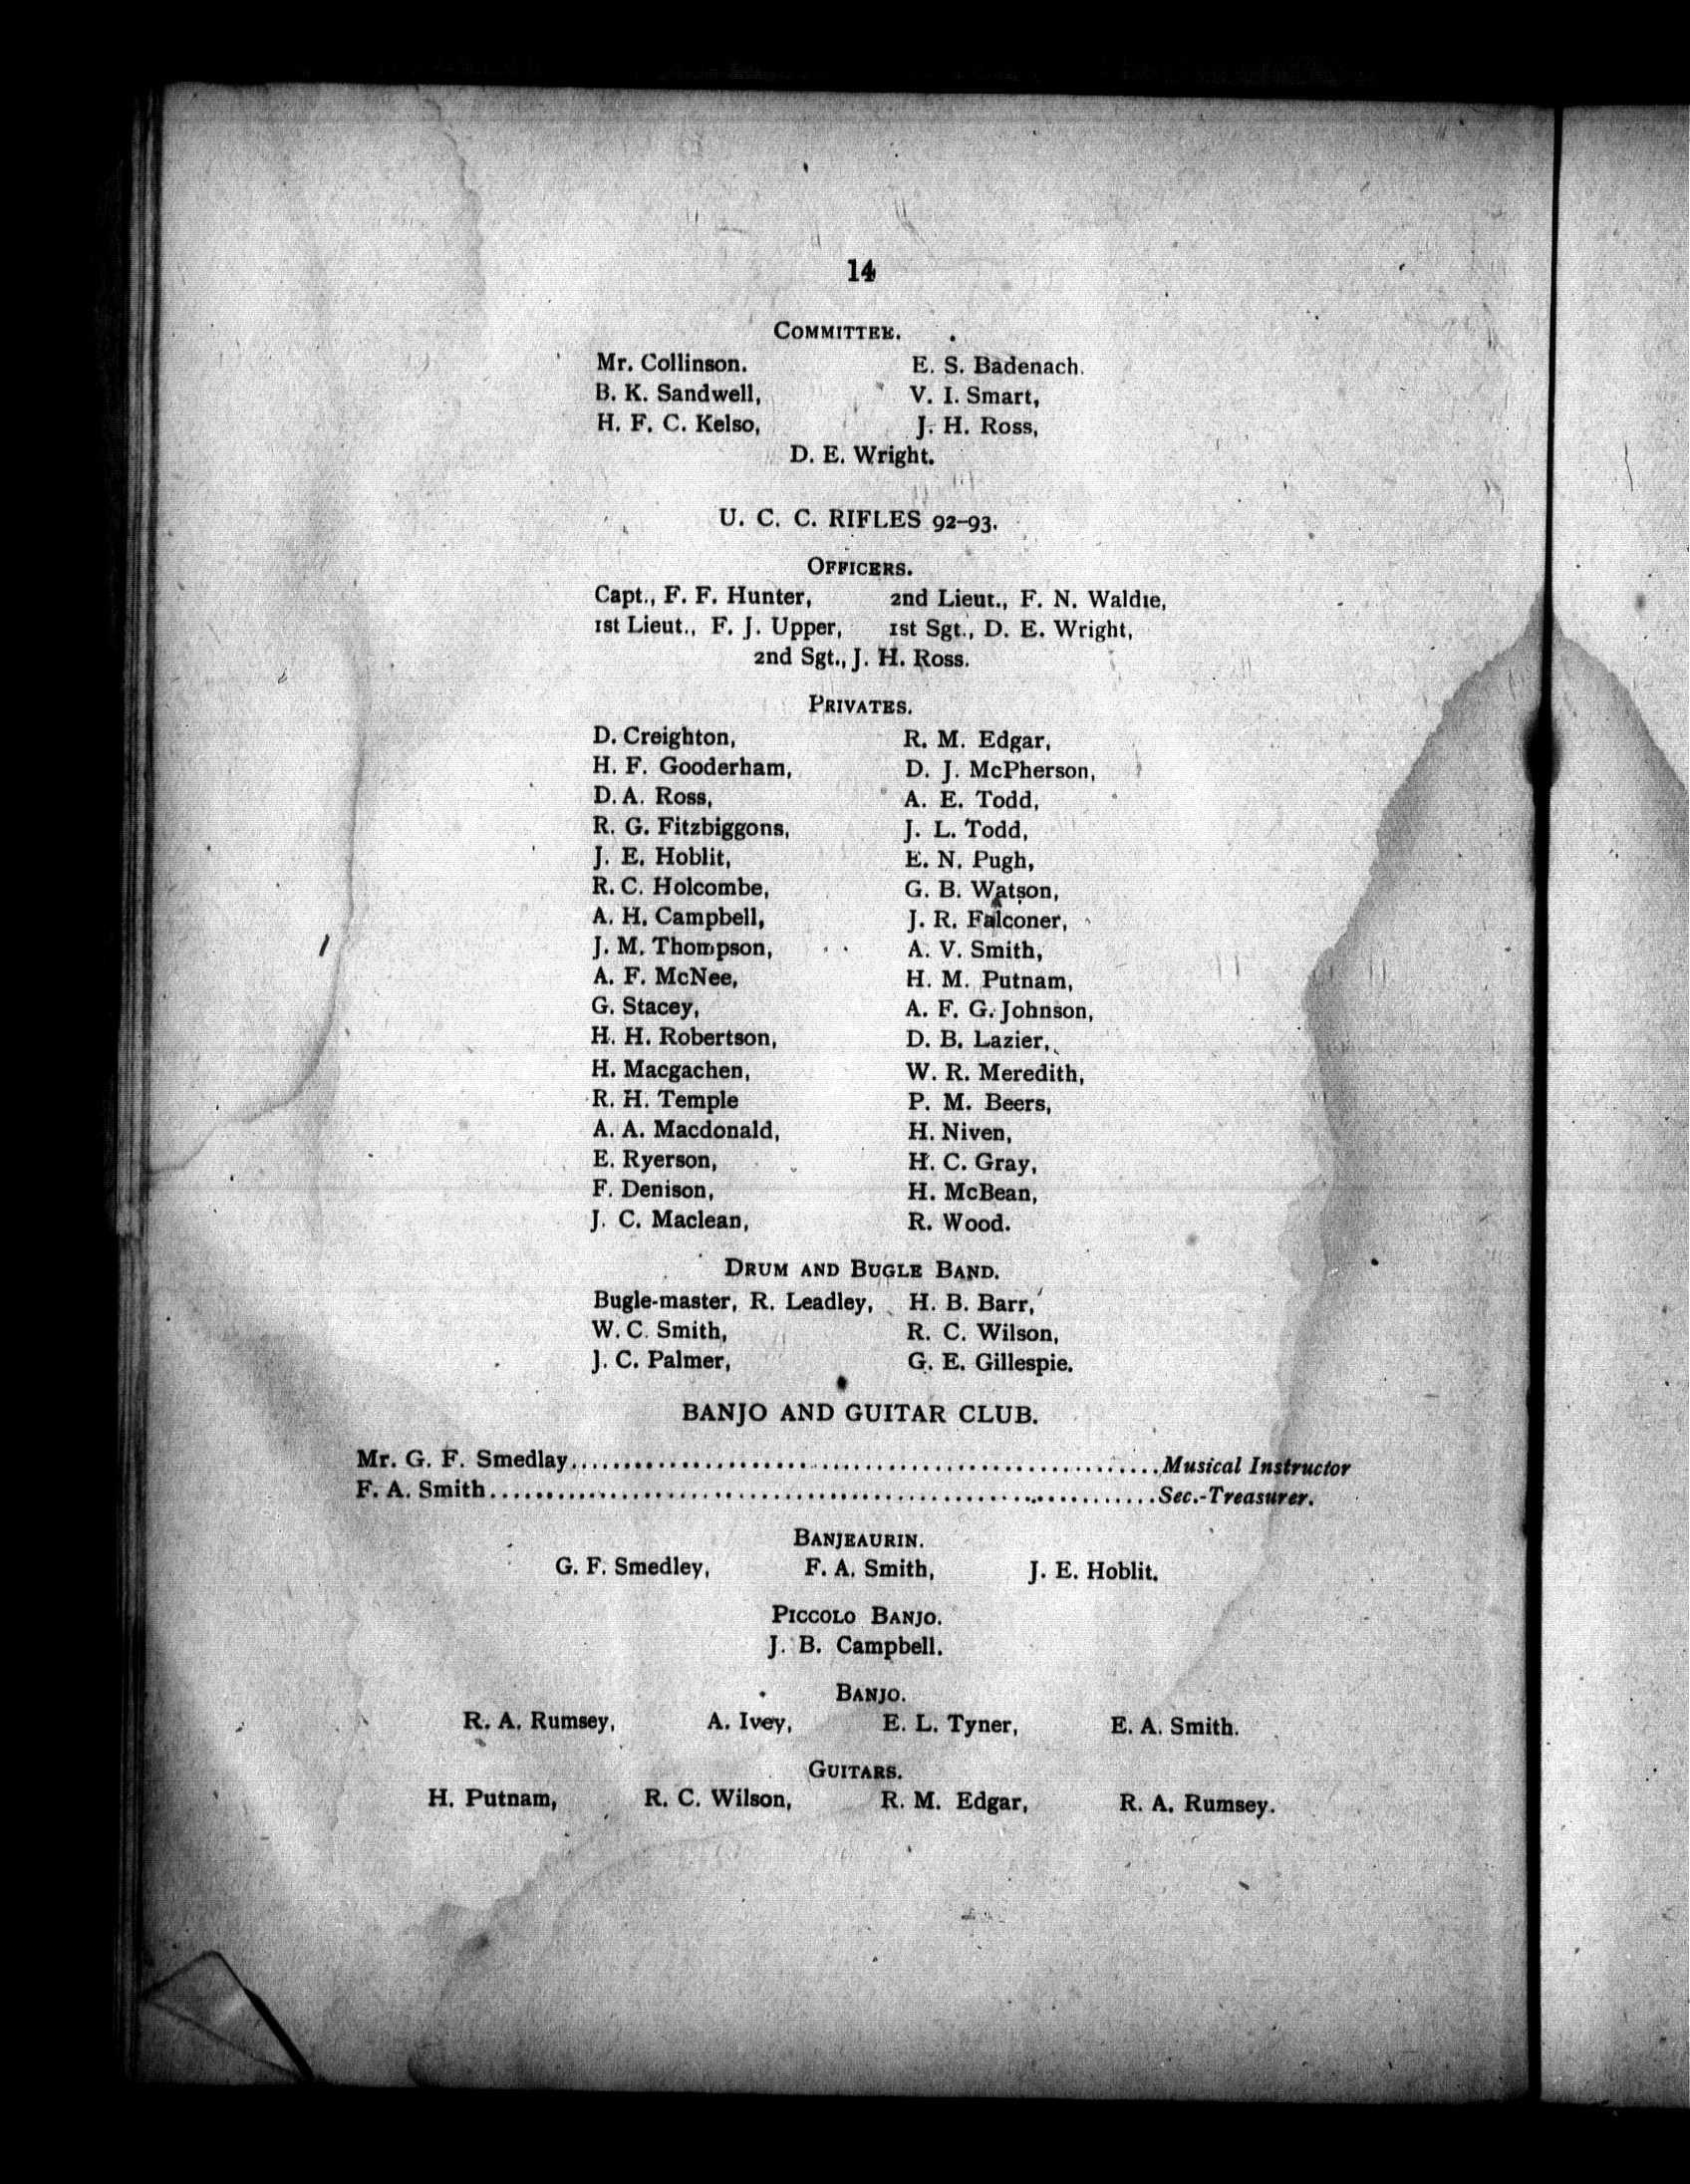 14
COMMITTEE.
Mr. Collinson. E. S. Badenach.
B. K. Sandwell, V. I. Smart,
H. F. C. Kelso, J. H. Ross,
D. E. Wright.
U. C. C. RIFLES 92–93.
OFFICERS.
Capt., F. F. Hunter, 2nd Lieut., F. N. Waldie,
1st Lieut., F. J. Upper, 1st Sgt., D. E. Wright,
2nd Sgt., J. H. Ross.
PRIVATES.
D. Creighton, R. M. Edgar,
H. F. Gooderham, D. J. McPherson,
D. A. Ross, A. E. Todd,
R. G. Fitzbiggons, J. L. Todd,
J. E. Hoblit, E. N. Pugh,
R. C. Holcombe, G. B. Watson,
A. H. Campbell, J. R. Falconer,
J. M. Thompson, A. V. Smith,
A. F. McNee, H. M. Putnam,
G. Stacey, A. F. G. Johnson,
H. H. Robertson, D. B. Lazier,
H. Macgachen, W. R. Meredith,
R. H. Temple P. M. Beers,
A. A. Macdonald, H. Niven,
E. Ryerson, H. C. Gray,
F. Denison, H. McBean,
J. C. Maclean, R. Wood.
DRUM AND BUGLE BAND.
Bugle-master, R. Leadley, H. B. Barr,
W. C. Smith, R. C. Wilson,
J. C. Palmer, G. E. Gillespie.
BANJO AND GUITAR CLUB.
Mr. G. F. Smedlay........................................................Musical Instructor
F. A. Smith................................................................Sec.-Treasurer.
BANJEAURIN.
G. F. Smedley, F. A. Smith, J. E. Hoblit.
PICCOLO BANJO.
J. B. Campbell.
BANJO.
R. A. Rumsey, A. Ivey, E. L. Tyner, E. A. Smith.
GUITARS.
H. Putnam, R. C. Wilson, R. M. Edgar, R. A. Rumsey.